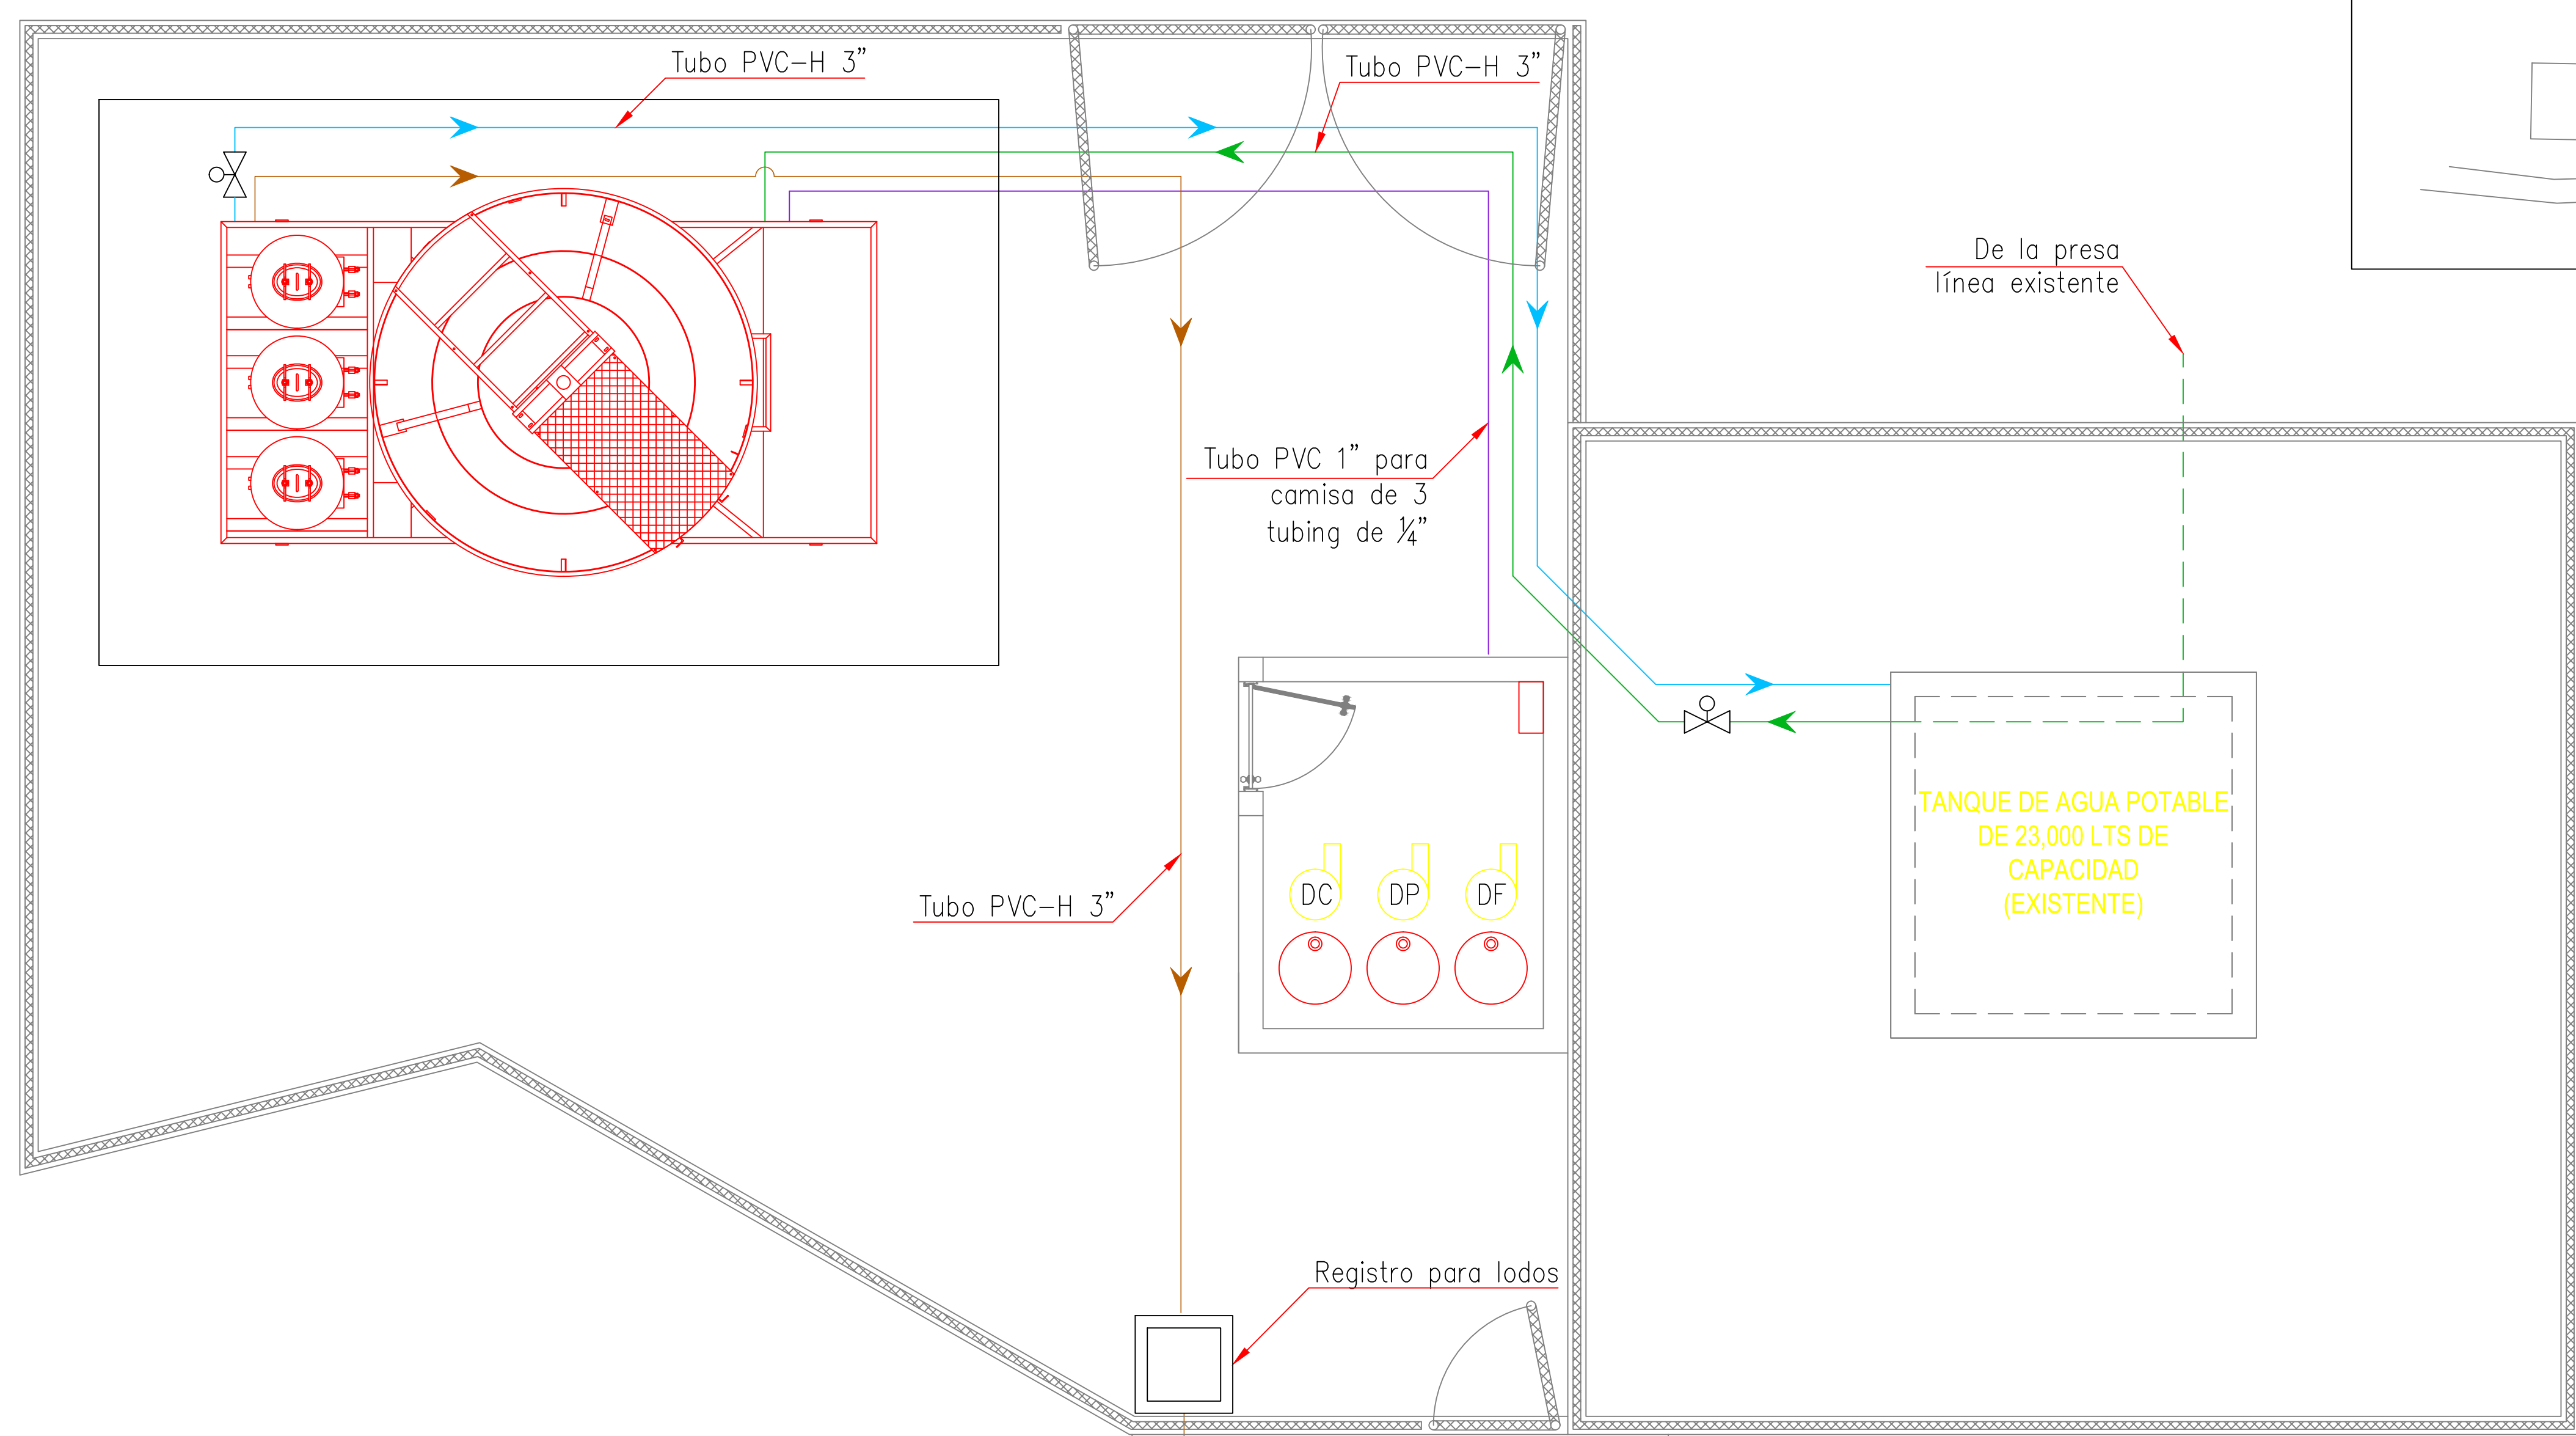 Tubo PVC-H 3”
Tubo PVC-H 3”
De la presa
línea existente
Tubo PVC 1” para
camisa de 3
tubing de ¼”
TANQUE DE AGUA POTABLE
DE 23,000 LTS DE
CAPACIDAD
(EXISTENTE)
DC DP DF
Tubo PVC-H 3”
Registro para lodos